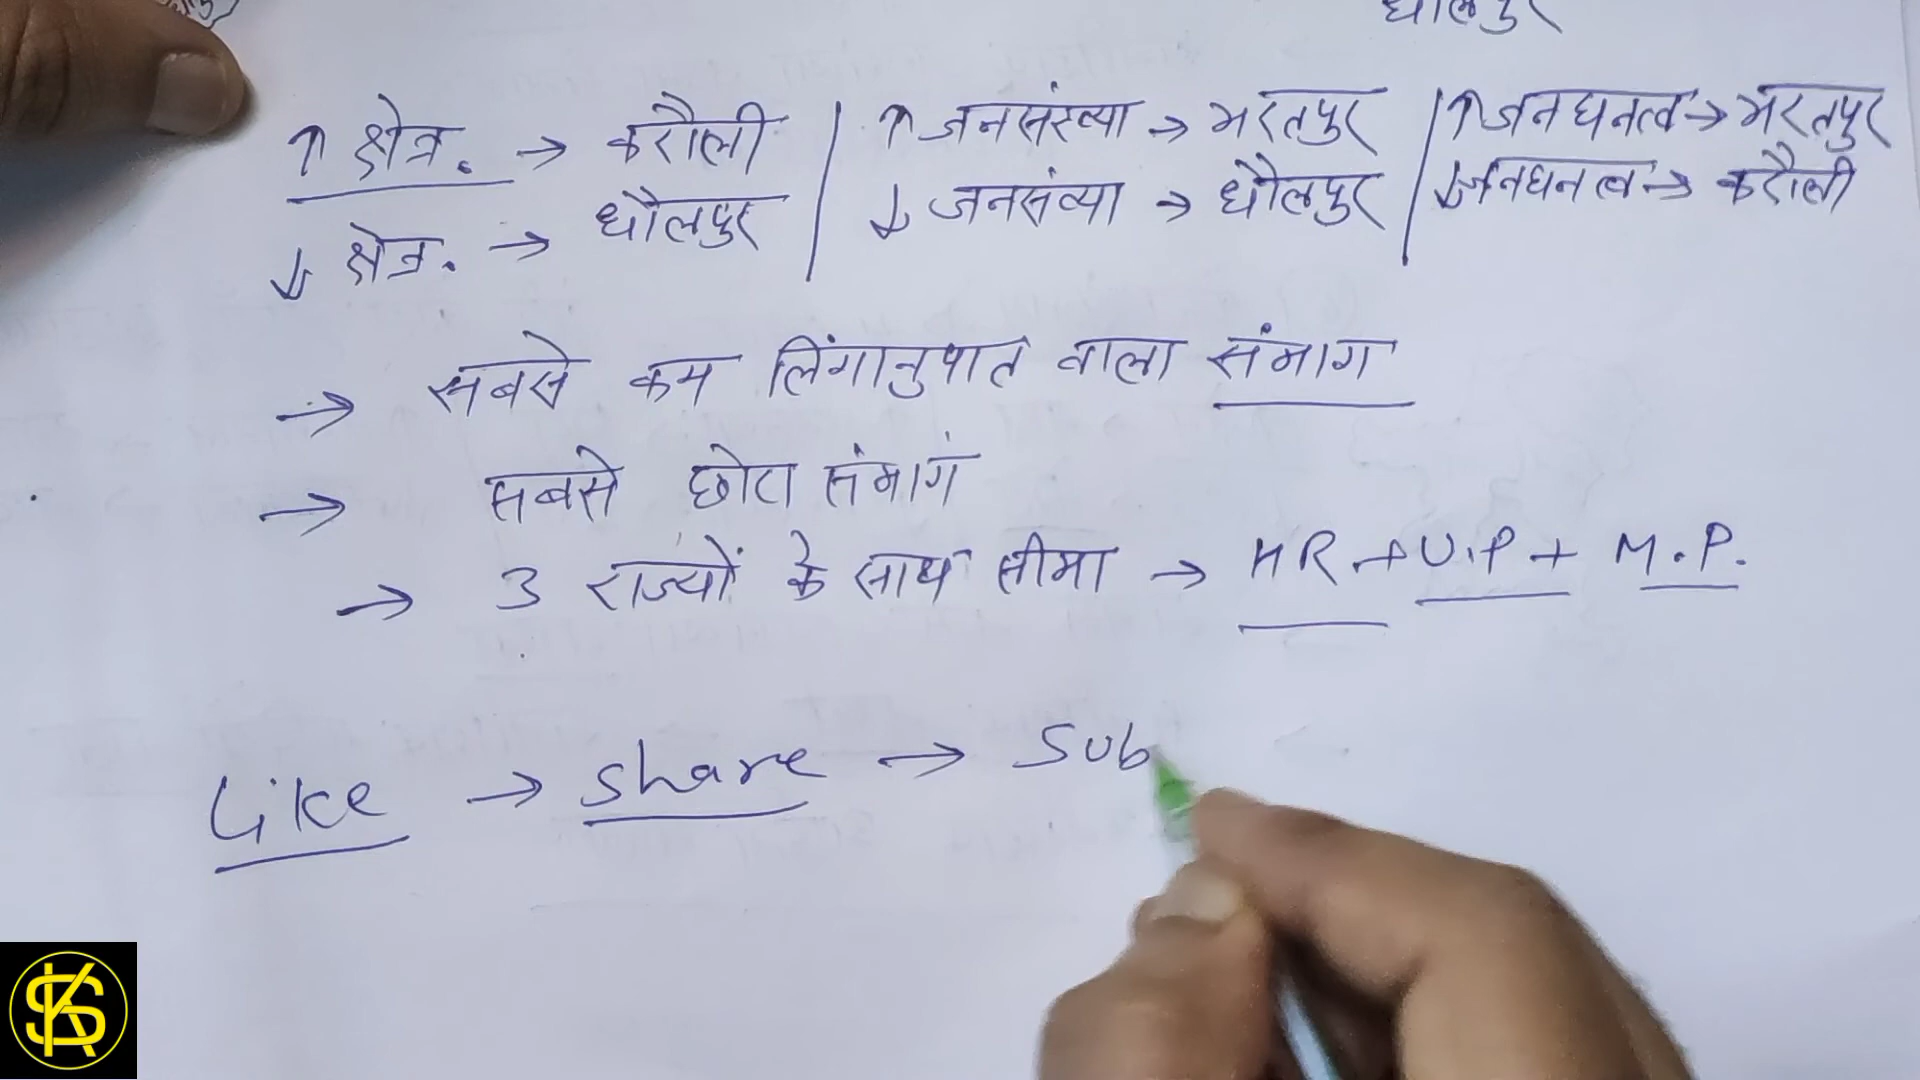 धौलपुर
↑ क्षेत्र. → करौली | ↑ जनसंख्या → भरतपुर | ↑ जनघनत्व → भरतपुर
↓ क्षेत्र. → धौलपुर | ↓ जनसंख्या → धौलपुर | ↓ जनघनत्व → करौली
→ सबसे कम लिंगानुपात वाला संभाग
→ सबसे छोटा संभाग
→ 3 राज्यों के साथ सीमा → HR + U.P + M.P.
Like → Share → Sub